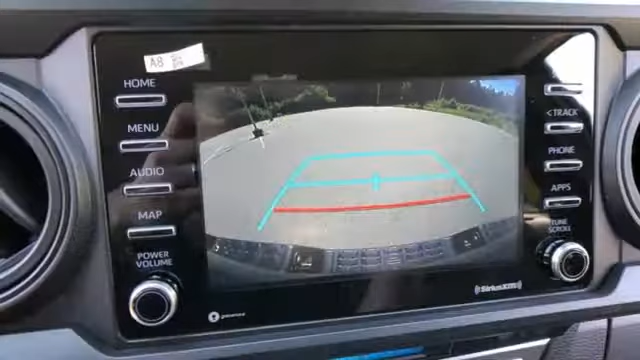 A8
HOME
MENU
AUDIO
MAP
POWER
VOLUME
<TRACK
PHONE
APPS
TUNE
SCROLL
SiriusXM